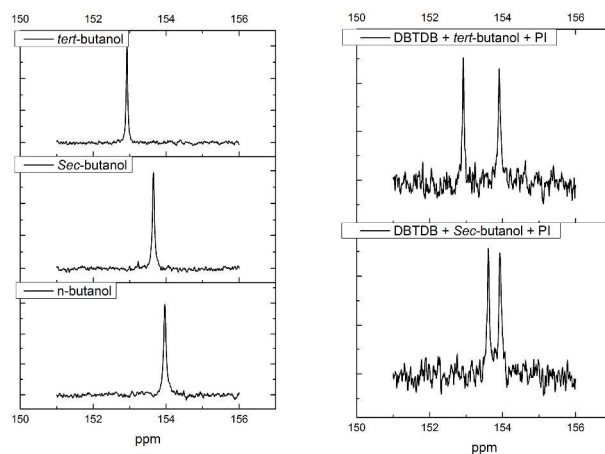 150 152 154 156
tert-butanol
Sec-butanol
n-butanol
150 152 154 156
ppm
150 152 154 156
DBTDB + tert-butanol + PI
DBTDB + Sec-butanol + PI
150 152 154 156
ppm